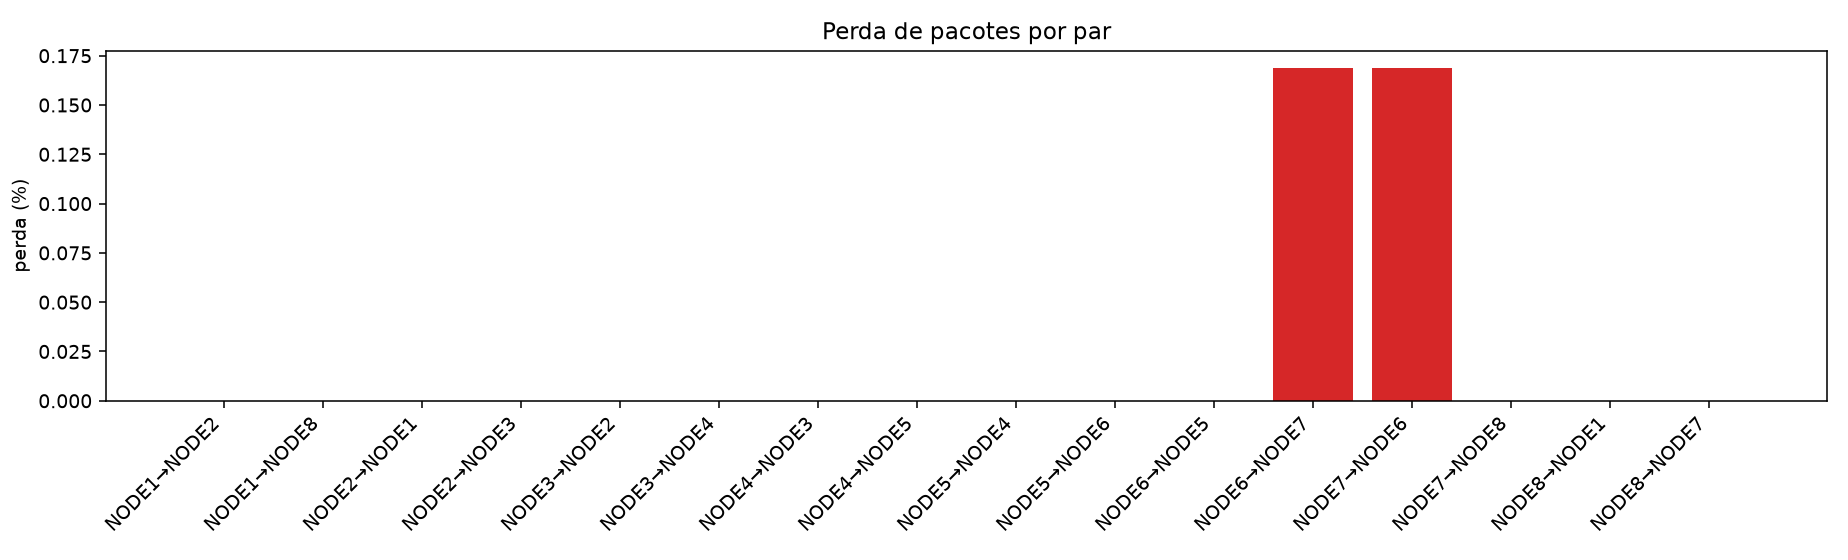 Perda de pacotes por par
perda (%)
0.175
0.150
0.125
0.100
0.075
0.050
0.025
0.000
NODE1→NODE2
NODE1→NODE8
NODE2→NODE1
NODE2→NODE3
NODE3→NODE2
NODE3→NODE4
NODE4→NODE3
NODE4→NODE5
NODE5→NODE4
NODE5→NODE6
NODE6→NODE5
NODE6→NODE7
NODE7→NODE6
NODE7→NODE8
NODE8→NODE1
NODE8→NODE7